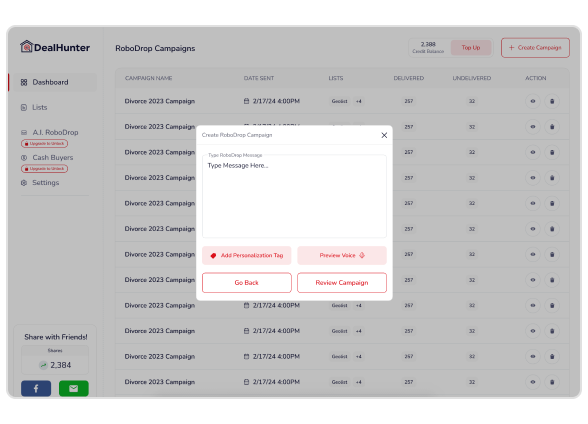 DealHunter
RoboDrop Campaigns
2,388
Credit Balance
Top Up
+ Create Campaign
Dashboard
Lists
A.I. RoboDrop
Upgrade to Unlock
Cash Buyers
Upgrade to Unlock
Settings
Share with Friends!
Shares
2,384
CAMPAIGN NAME DATE SENT LISTS DELIVERED UNDELIVERED ACTION
Divorce 2023 Campaign 2/17/24 4:00PM Geolist +4 257 32
Divorce 2023 Campaign 257 32
Divorce 2023 Campaign 257 32
Divorce 2023 Campaign 257 32
Divorce 2023 Campaign 257 32
Divorce 2023 Campaign 257 32
Divorce 2023 Campaign 257 32
Divorce 2023 Campaign 257 32
Divorce 2023 Campaign 2/17/24 4:00PM Geolist +4 257 32
Divorce 2023 Campaign 2/17/24 4:00PM Geolist +4 257 32
Divorce 2023 Campaign 2/17/24 4:00PM Geolist +4 257 32
Divorce 2023 Campaign 2/17/24 4:00PM Geolist +4 257 32
Create RoboDrop Campaign
Type RoboDrop Message
Type Message Here...
Add Personalization Tag
Preview Voice
Go Back
Review Campaign